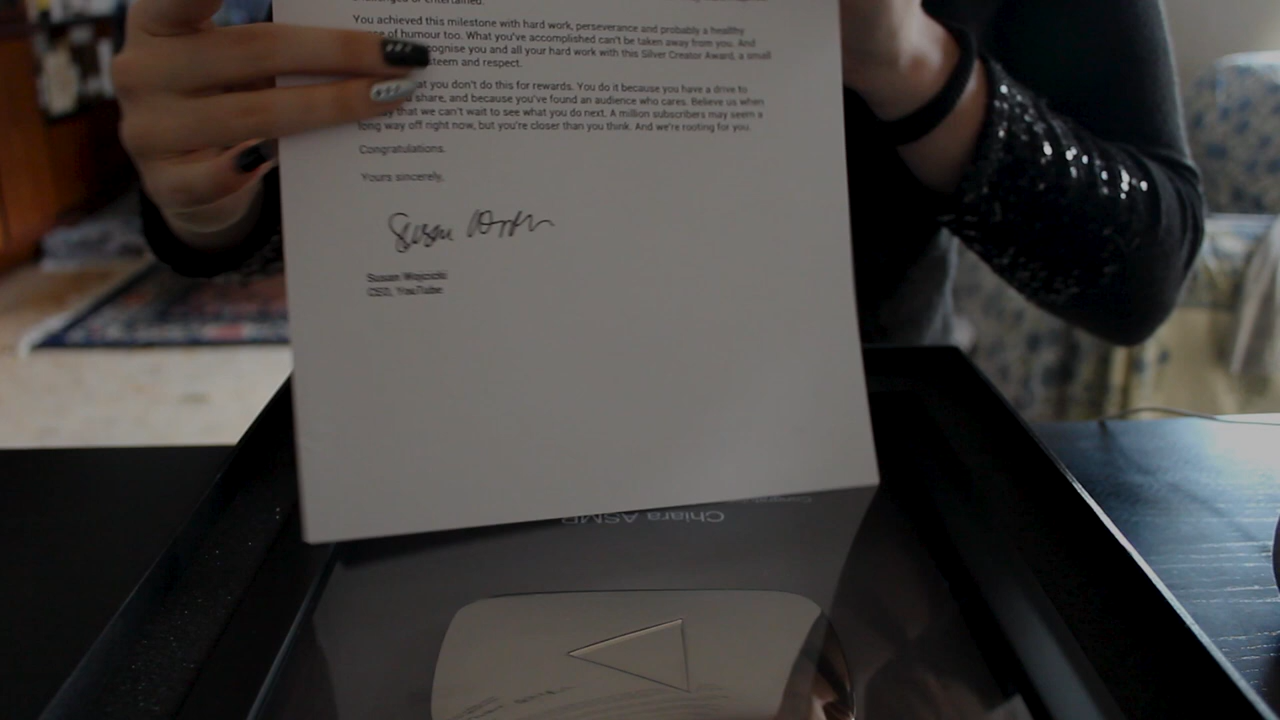 challenged or entertained.
You achieved this milestone with hard work, perseverance and probably a healthy
of humour too. What you've accomplished can't be taken away from you. And
recognise you and all your hard work with this Silver Creator Award, a small
esteem and respect.
at you don't do this for rewards. You do it because you have a drive to
share, and because you've found an audience who cares. Believe us when
that we can't wait to see what you do next. A million subscribers may seem a
long way off right now, but you're closer than you think. And we're rooting for you.
Congratulations.
Yours sincerely,
Susan Wojcicki
CEO, YouTube
Chiara ASMR